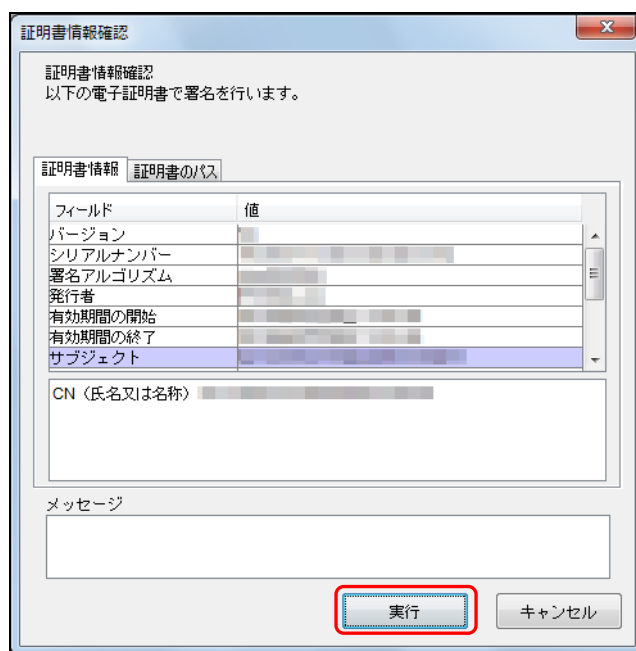 証明書情報確認
証明書情報確認
以下の電子証明書で署名を行います。
証明書情報 証明書のパス
フィールド 値
バージョン
シリアルナンバー
署名アルゴリズム
発行者
有効期間の開始
有効期間の終了
サブジェクト
CN（氏名又は名称）
メッセージ
実行 キャンセル